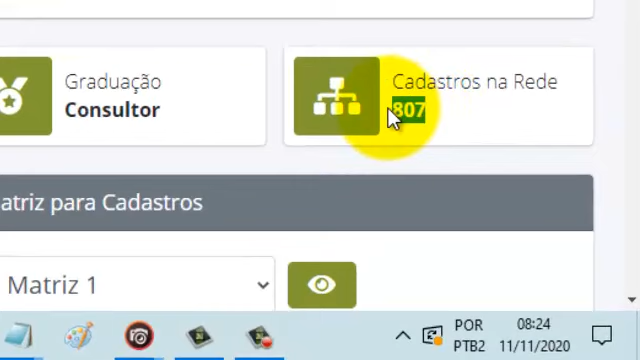 Graduação
Consultor
Cadastros na Rede
807
atriz para Cadastros
Matriz 1
POR
PTB2
08:24
11/11/2020